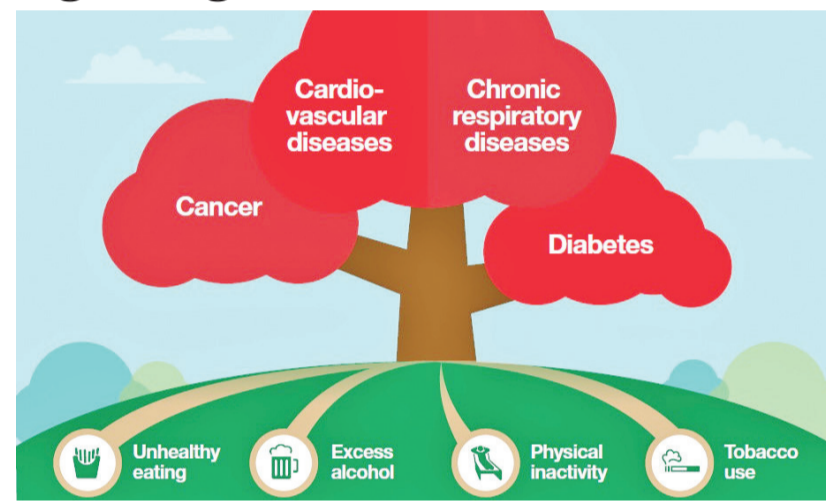 Cardio-
vascular
diseases
Chronic
respiratory
diseases
Cancer
Diabetes
Unhealthy
eating
Excess
alcohol
Physical
inactivity
Tobacco
use